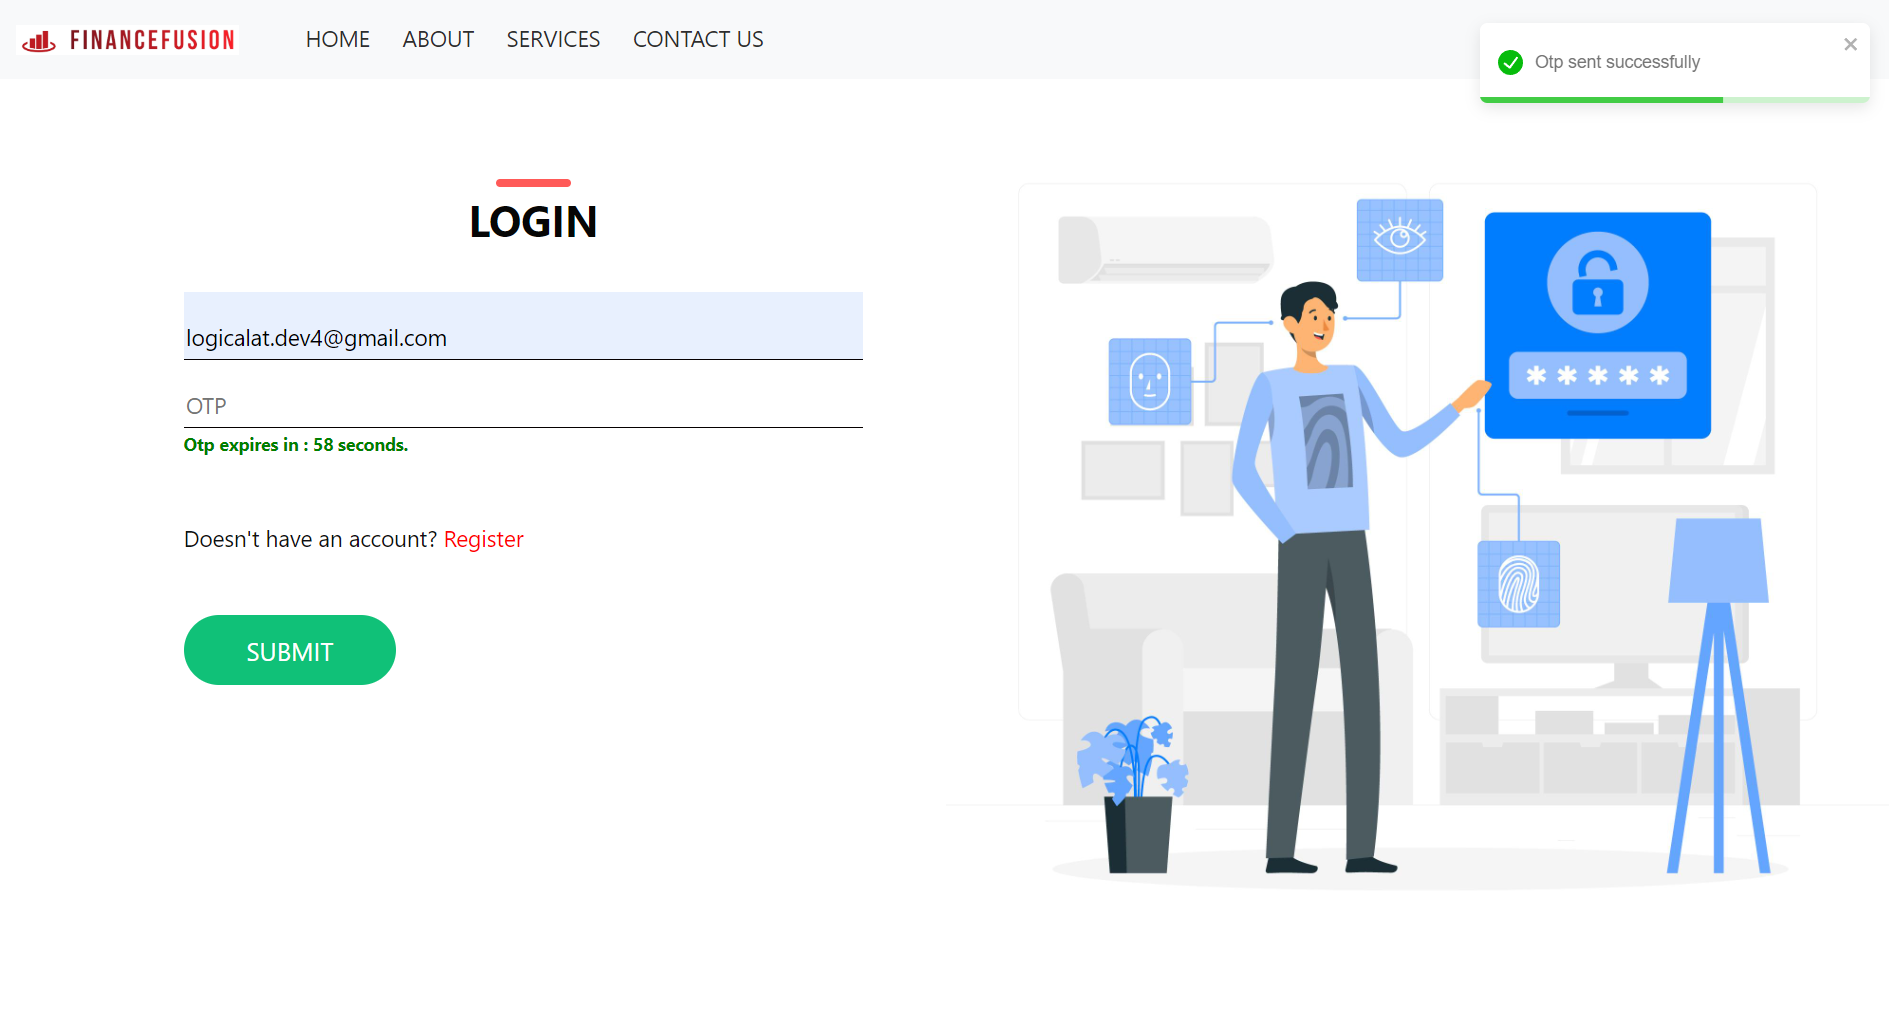 FINANCEFUSION
HOME ABOUT SERVICES CONTACT US
Otp sent successfully
LOGIN
logicalat.dev4@gmail.com
OTP
Otp expires in : 58 seconds.
Doesn't have an account? Register
SUBMIT
*****